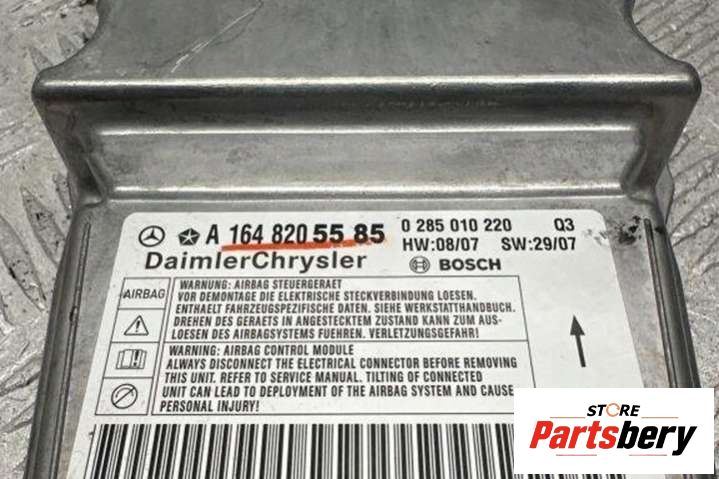 A 164 820 55 85 0 285 010 220 Q3
HW:08/07 SW:29/07
DaimlerChrysler BOSCH
AIRBAG
WARNUNG: AIRBAG STEUERGERAET
VOR DEMONTAGE DIE ELEKTRISCHE STECKVERBINDUNG LOESEN.
ENTHAELT FAHRZEUGSPEZIFISCHE DATEN. SIEHE WERKSTATTHANDBUCH.
DREHEN DES GERAETS IN ANGESTECKTEM ZUSTAND KANN ZUM AUS-
LOESEN DES AIRBAGSYSTEMS FUEHREN. VERLETZUNGSGEFAHR!
WARNING: AIRBAG CONTROL MODULE
ALWAYS DISCONNECT THE ELECTRICAL CONNECTOR BEFORE REMOVING
THIS UNIT. REFER TO SERVICE MANUAL. TILTING OF CONNECTED
UNIT CAN LEAD TO DEPLOYMENT OF THE AIRBAG SYSTEM AND CAUSE
PERSONAL INJURY!
STORE
Partsbery